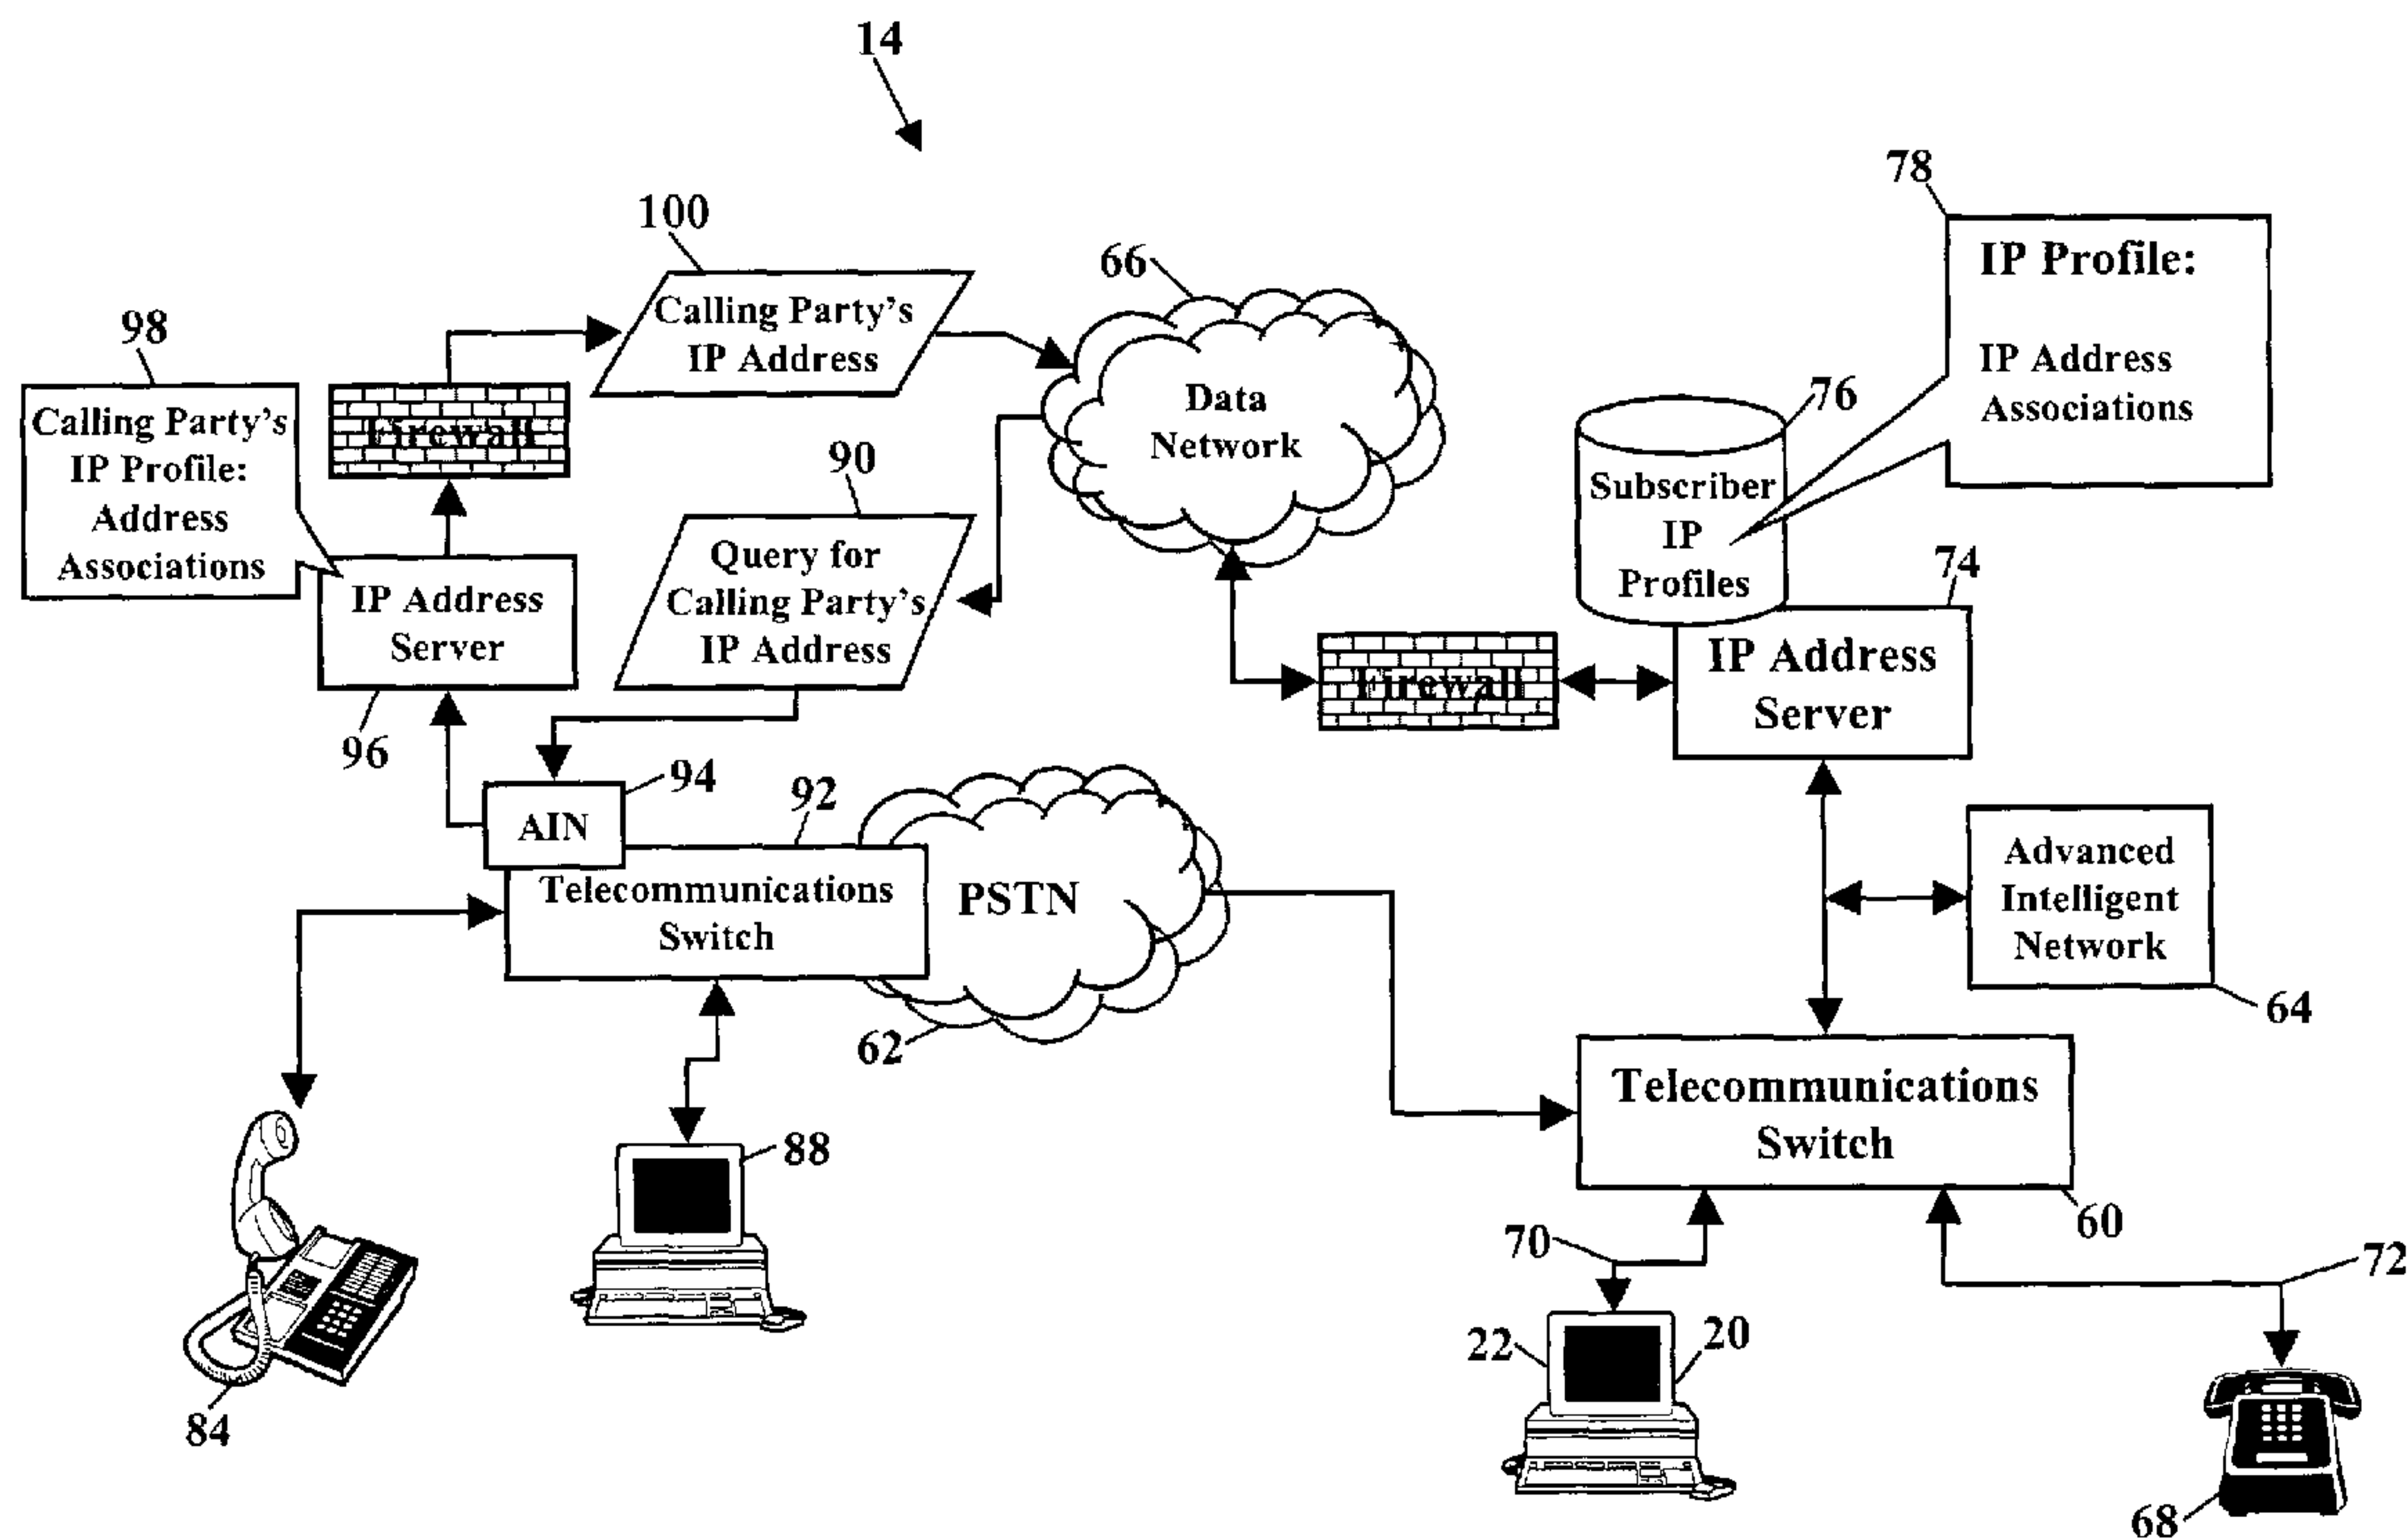 14
100
Calling Party's
IP Address
98
Calling Party's
IP Profile:
Address
Associations
Firewall
66
Data
Network
78
IP Profile:
IP Address
Associations
76
Subscriber
IP
Profiles
90
Query for
Calling Party's
IP Address
IP Address
Server
96
74
IP Address
Server
Firewall
94
AIN
92
Telecommunications
Switch
PSTN
62
Advanced
Intelligent
Network
64
Telecommunications
Switch
60
88
84
70
72
22
20
68